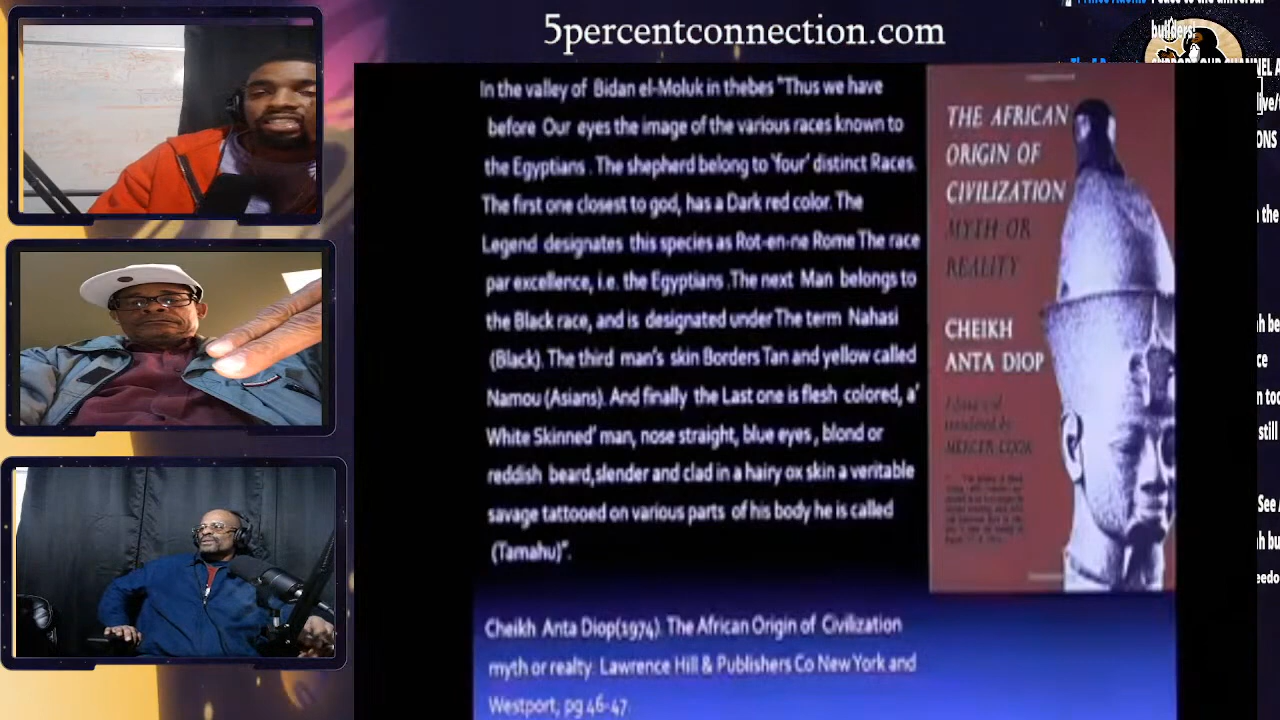 5percentconnection.com
builders!
In the valley of Bidan el-Moluk in thebes "Thus we have
before Our eyes the image of the various races known to
the Egyptians . The shepherd belong to 'four' distinct Races.
The first one closest to god, has a Dark red color. The
Legend designates this species as Rot-en-ne Rome The race
par excellence, i.e. the Egyptians .The next Man belongs to
the Black race, and is designated under The term Nahasi
(Black). The third man's skin Borders Tan and yellow called
Namou (Asians). And finally the Last one is flesh colored, a'
White Skinned' man, nose straight, blue eyes , blond or
reddish beard,slender and clad in a hairy ox skin a veritable
savage tattooed on various parts of his body he is called
(Tamahu)".
Cheikh Anta Diop(1974). The African Origin of Civilization
myth or realty. Lawrence Hill & Publishers Co New York and
Westport, pg 46-47.
THE AFRICAN
ORIGIN OF
CIVILIZATION
MYTH OR
REALITY
CHEIKH
ANTA DIOP
Edited and
translated by
MERCER COOK